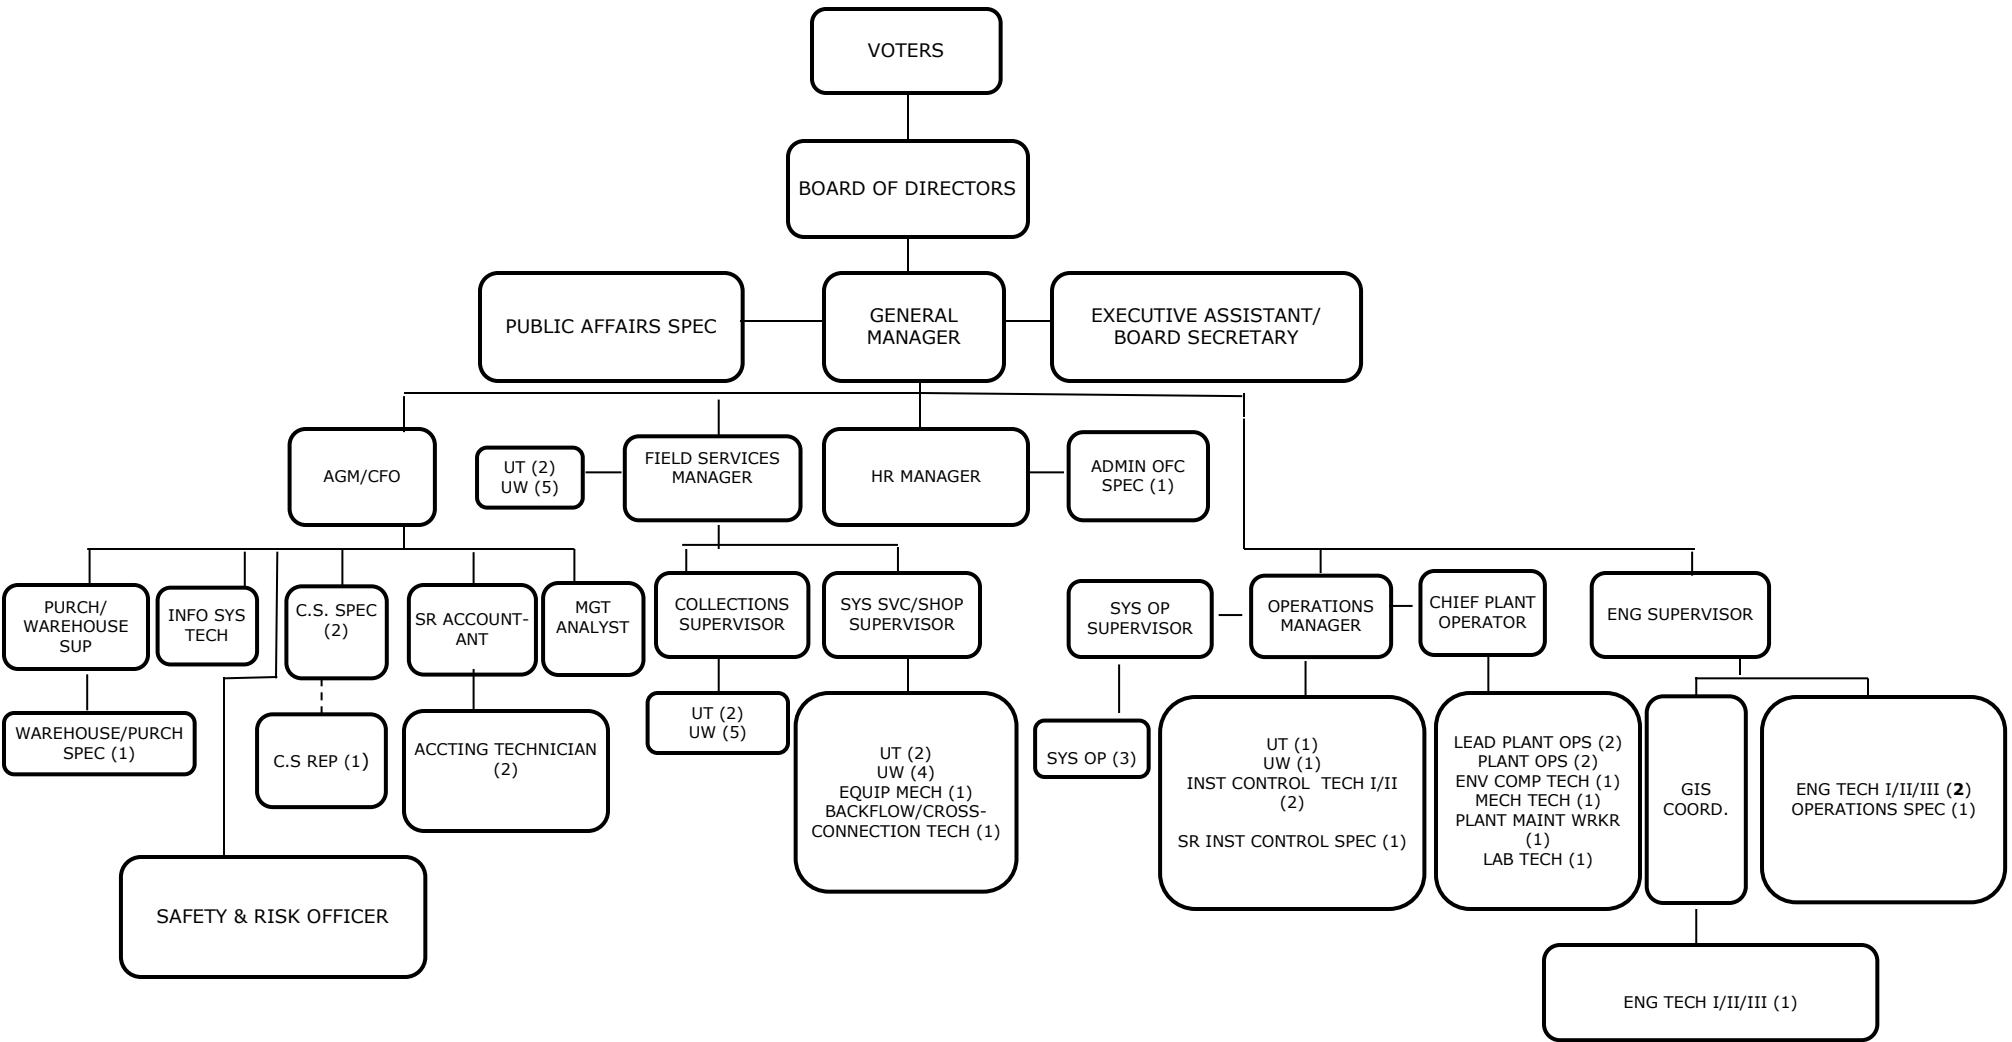 VOTERS
BOARD OF DIRECTORS
PUBLIC AFFAIRS SPEC
GENERAL
MANAGER
EXECUTIVE ASSISTANT/
BOARD SECRETARY
AGM/CFO
UT (2)
UW (5)
FIELD SERVICES
MANAGER
HR MANAGER
ADMIN OFC
SPEC (1)
PURCH/
WAREHOUSE
SUP
INFO SYS
TECH
C.S. SPEC
(2)
SR ACCOUNT-
ANT
MGT
ANALYST
COLLECTIONS
SUPERVISOR
SYS SVC/SHOP
SUPERVISOR
SYS OP
SUPERVISOR
OPERATIONS
MANAGER
CHIEF PLANT
OPERATOR
ENG SUPERVISOR
WAREHOUSE/PURCH
SPEC (1)
C.S REP (1)
ACCTING TECHNICIAN
(2)
UT (2)
UW (5)
UT (2)
UW (4)
EQUIP MECH (1)
BACKFLOW/CROSS-
CONNECTION TECH (1)
SYS OP (3)
UT (1)
UW (1)
INST CONTROL  TECH I/II
(2)
SR INST CONTROL SPEC (1)
LEAD PLANT OPS (2)
PLANT OPS (2)
ENV COMP TECH (1)
MECH TECH (1)
PLANT MAINT WRKR
(1)
LAB TECH (1)
GIS
COORD.
ENG TECH I/II/III (2)
OPERATIONS SPEC (1)
SAFETY & RISK OFFICER
ENG TECH I/II/III (1)